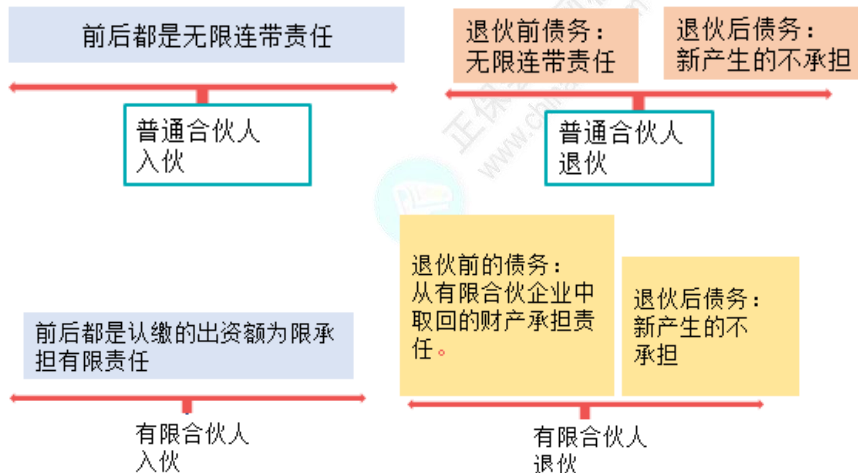 前后都是无限连带责任
退伙前债务：
无限连带责任
退伙后债务：
新产生的不承担
普通合伙人
入伙
普通合伙人
退伙
前后都是认缴的出资额为限承
担有限责任
退伙前的债务：
从有限合伙企业中
取回的财产承担责
任。
退伙后债务：
新产生的不
承担
有限合伙人
入伙
有限合伙人
退伙